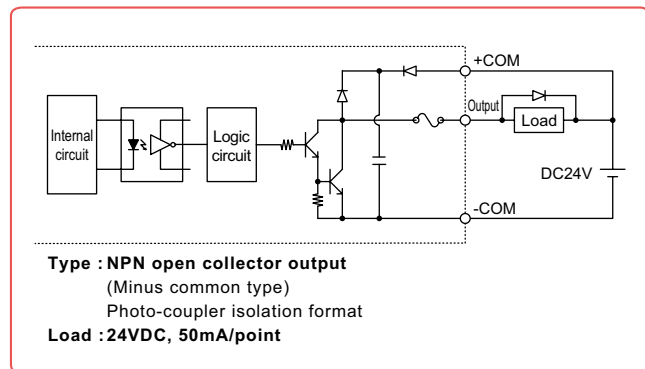 +COM
Output
Internal
circuit
Logic
circuit
Load
DC24V
-COM
Type : NPN open collector output
(Minus common type)
Photo-coupler isolation format
Load : 24VDC, 50mA/point